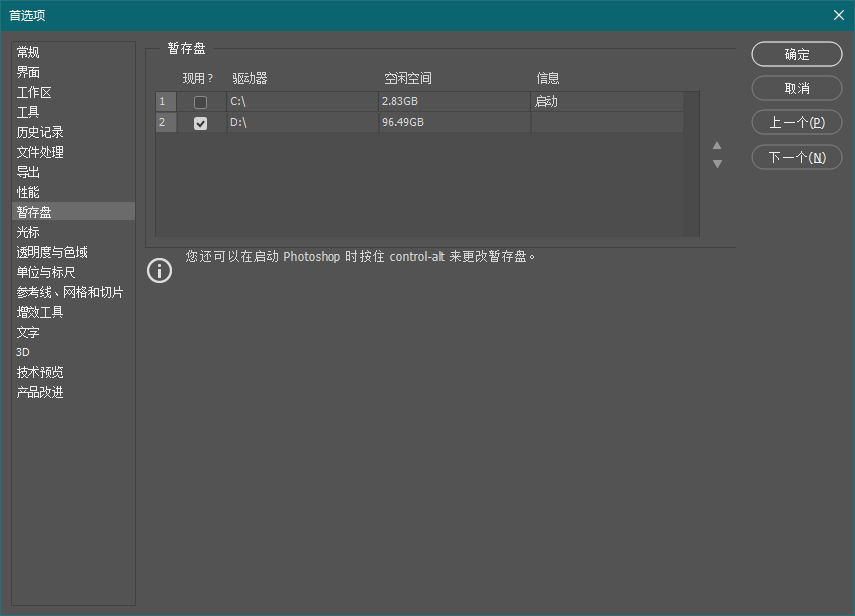 首选项
常规
界面
工作区
工具
历史记录
文件处理
导出
性能
暂存盘
光标
透明度与色域
单位与标尺
参考线、网格和切片
增效工具
文字
3D
技术预览
产品改进
暂存盘
现用? 驱动器 空闲空间 信息
1 C:\ 2.83GB 启动
2 D:\ 96.49GB
您还可以在启动 Photoshop 时按住 control-alt 来更改暂存盘。
确定
取消
上一个(P)
下一个(N)